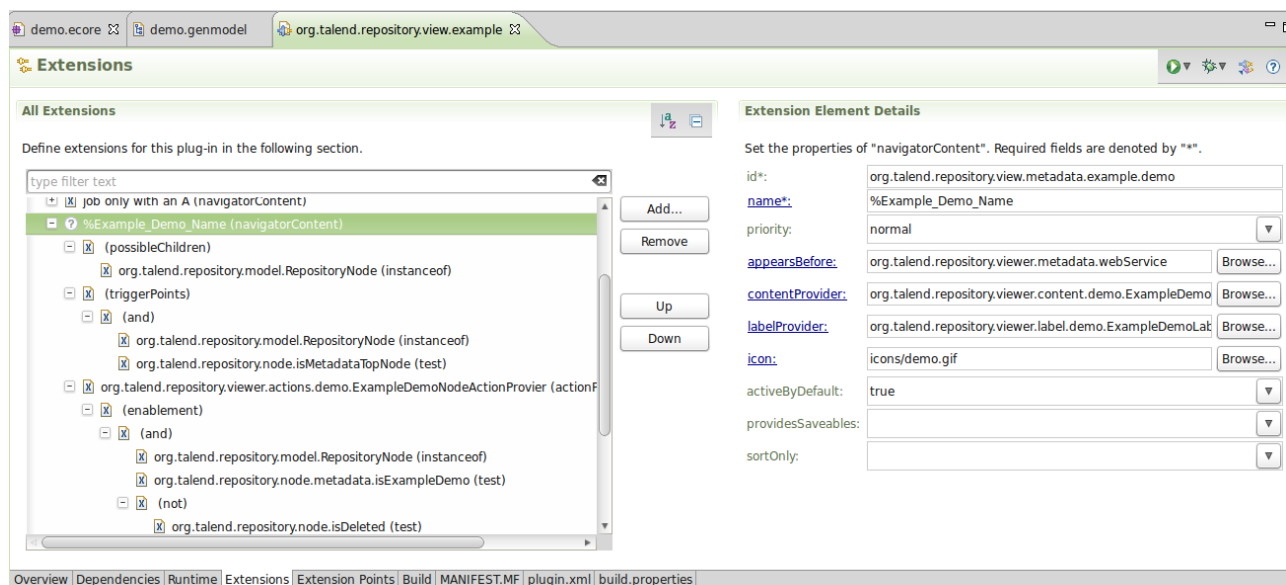 demo.ecore
demo.genmodel
org.talend.repository.view.example
Extensions
All Extensions
Define extensions for this plug-in in the following section.
type filter text
job only with an A (navigatorContent)
%Example_Demo_Name (navigatorContent)
(possibleChildren)
org.talend.repository.model.RepositoryNode (instanceof)
(triggerPoints)
(and)
org.talend.repository.model.RepositoryNode (instanceof)
org.talend.repository.node.isMetadataTopNode (test)
org.talend.repository.viewer.actions.demo.ExampleDemoNodeActionProvier (actionF
(enablement)
(and)
org.talend.repository.model.RepositoryNode (instanceof)
org.talend.repository.node.metadata.isExampleDemo (test)
(not)
org.talend.repository.node.isDeleted (test)
Add...
Remove
Up
Down
Extension Element Details
Set the properties of "navigatorContent". Required fields are denoted by "*".
id*: org.talend.repository.view.metadata.example.demo
name*: %Example_Demo_Name
priority: normal
appearsBefore: org.talend.repository.viewer.metadata.webService Browse...
contentProvider: org.talend.repository.viewer.content.demo.ExampleDemo Browse...
labelProvider: org.talend.repository.viewer.label.demo.ExampleDemoLab Browse...
icon: icons/demo.gif Browse...
activeByDefault: true
providesSaveables:
sortOnly:
Overview Dependencies Runtime Extensions Extension Points Build MANIFEST.MF plugin.xml build.properties